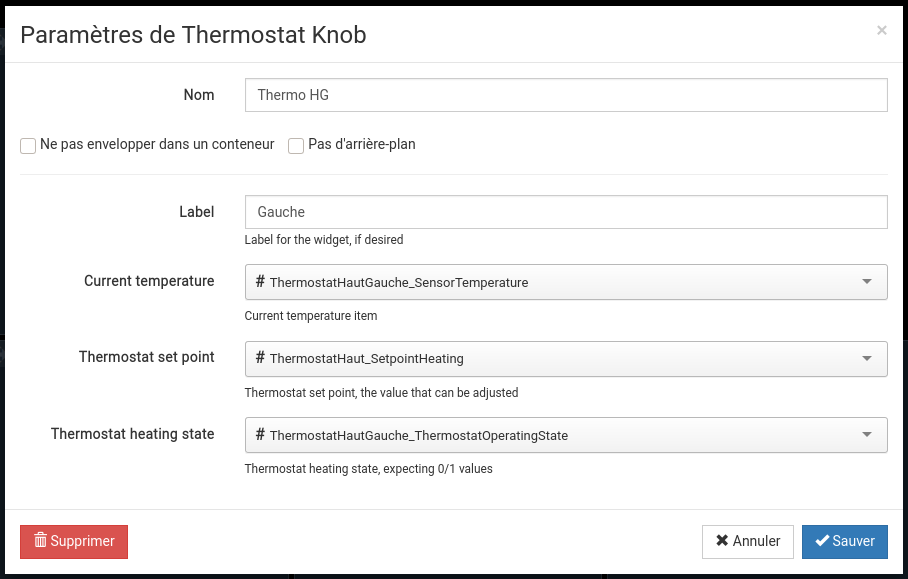 Paramètres de Thermostat Knob
×
Nom
Thermo HG
Ne pas envelopper dans un conteneur Pas d'arrière-plan
Label
Gauche
Label for the widget, if desired
Current temperature
# ThermostatHautGauche_SensorTemperature
Current temperature item
Thermostat set point
# ThermostatHaut_SetpointHeating
Thermostat set point, the value that can be adjusted
Thermostat heating state
# ThermostatHautGauche_ThermostatOperatingState
Thermostat heating state, expecting 0/1 values
Supprimer
Annuler
Sauver